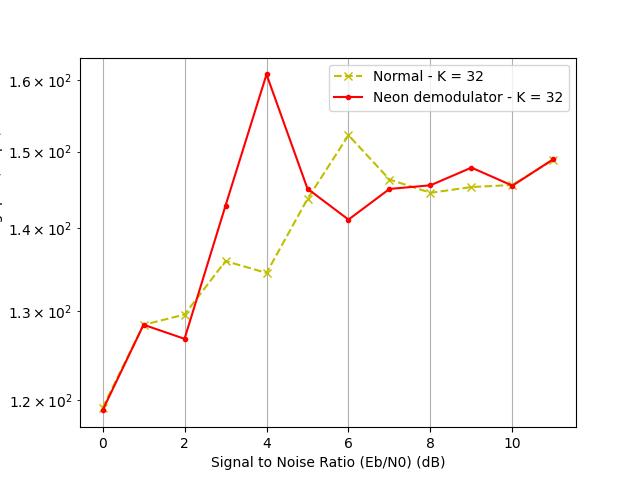 Normal - K = 32
Neon demodulator - K = 32
1.6 × 10²
1.5 × 10²
1.4 × 10²
1.3 × 10²
1.2 × 10²
0 2 4 6 8 10
Signal to Noise Ratio (Eb/N0) (dB)